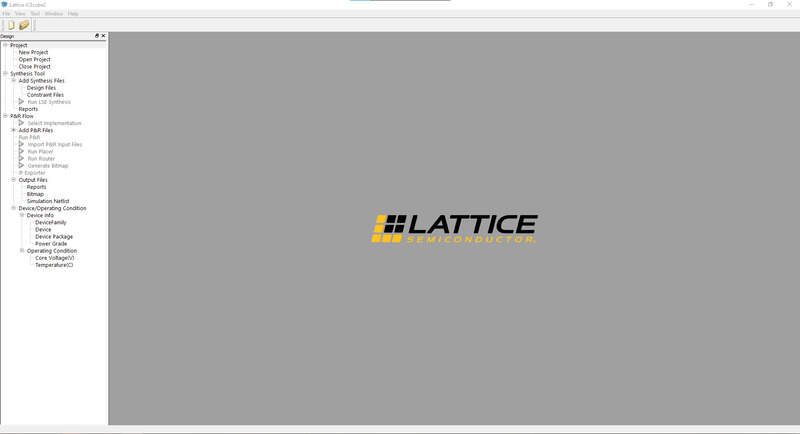 Lattice iCEcube2
File View Tool Window Help
Design
Project
New Project
Open Project
Close Project
Synthesis Tool
Add Synthesis Files
Design Files
Constraint Files
Run LSE Synthesis
Reports
P&R Flow
Select Implementation
Add P&R Files
Run P&R
Import P&R Input Files
Run Placer
Run Router
Generate Bitmap
IP Exporter
Output Files
Reports
Bitmap
Simulation Netlist
Device/Operating Condition
Device Info
DeviceFamily
Device
Device Package
Power Grade
Operating Condition
Core Voltage(V)
Temperature(C)
LATTICE
SEMICONDUCTOR.